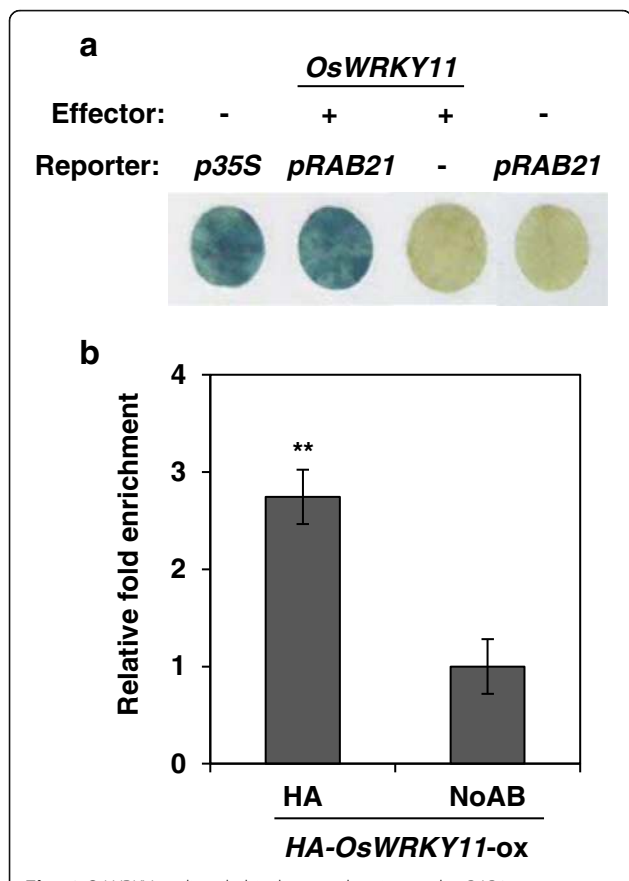 a
OsWRKY11
Effector: - + + -
Reporter: p35S pRAB21 - pRAB21
b
4
3
2
1
0
Relative fold enrichment
**
HA NoAB
HA-OsWRKY11-ox